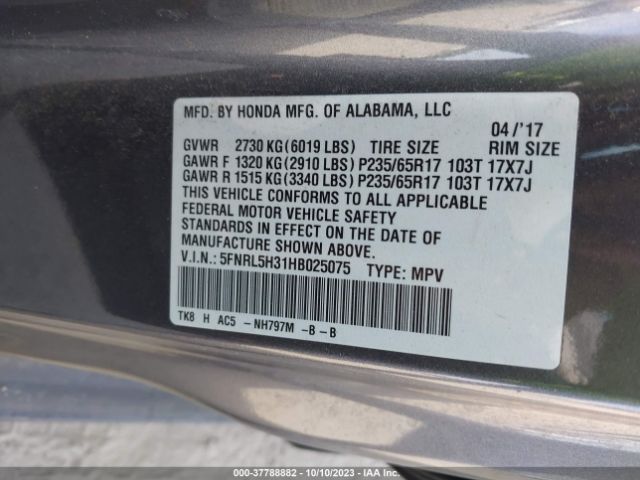 MFD. BY HONDA MFG. OF ALABAMA, LLC
04/'17
GVWR 2730 KG(6019 LBS) TIRE SIZE RIM SIZE
GAWR F 1320 KG(2910 LBS) P235/65R17 103T 17X7J
GAWR R 1515 KG(3340 LBS) P235/65R17 103T 17X7J
THIS VEHICLE CONFORMS TO ALL APPLICABLE
FEDERAL MOTOR VEHICLE SAFETY
STANDARDS IN EFFECT ON THE DATE OF
MANUFACTURE SHOWN ABOVE.
V.I.N.: 5FNRL5H31HB025075 TYPE: MPV
TK8 H AC5 - NH797M - B - B
000-37788882 - 10/10/2023 - IAA Inc.